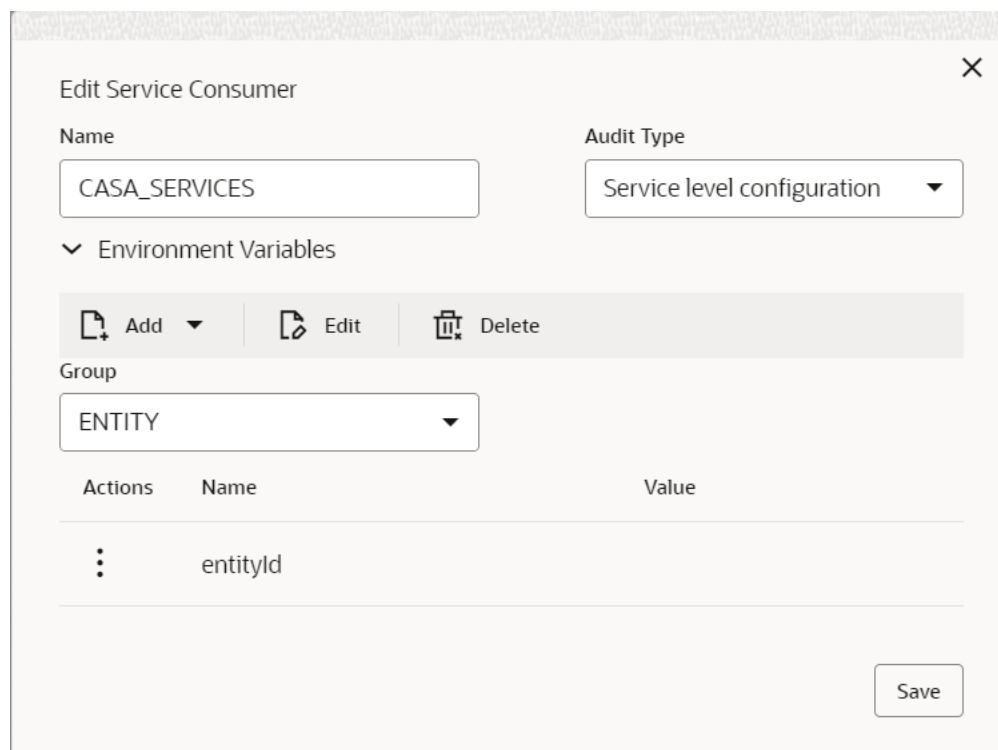 Edit Service Consumer
Name
Audit Type
CASA_SERVICES
Service level configuration
Environment Variables
Add
Edit
Delete
Group
ENTITY
Actions Name Value
entityId
Save